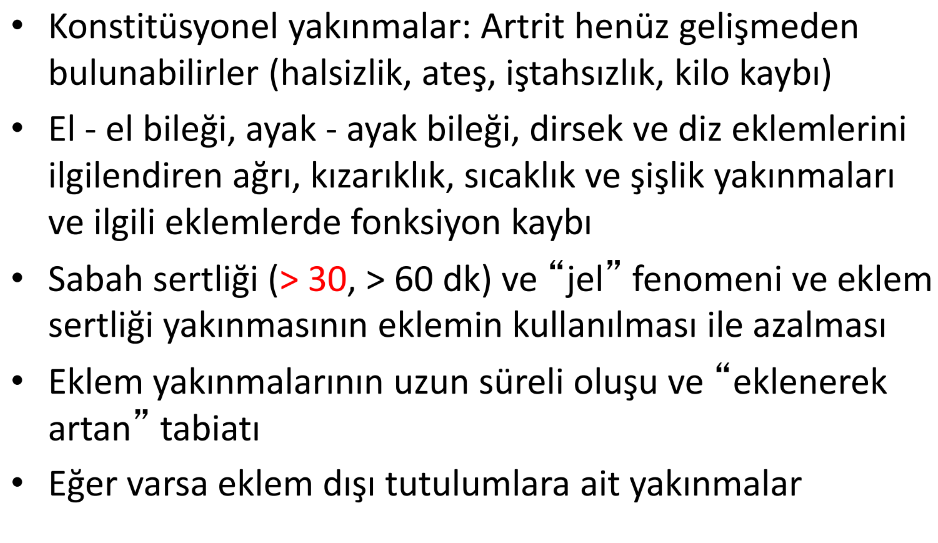 • Konstitüsyonel yakınmalar: Artrit henüz gelişmeden
bulunabilirler (halsizlik, ateş, iştahsızlık, kilo kaybı)
• El - el bileği, ayak - ayak bileği, dirsek ve diz eklemlerini
ilgilendiren ağrı, kızarıklık, sıcaklık ve şişlik yakınmaları
ve ilgili eklemlerde fonksiyon kaybı
• Sabah sertliği (> 30, > 60 dk) ve “jel” fenomeni ve eklem
sertliği yakınmasının eklemin kullanılması ile azalması
• Eklem yakınmalarının uzun süreli oluşu ve “eklenerek
artan” tabiatı
• Eğer varsa eklem dışı tutulumlara ait yakınmalar